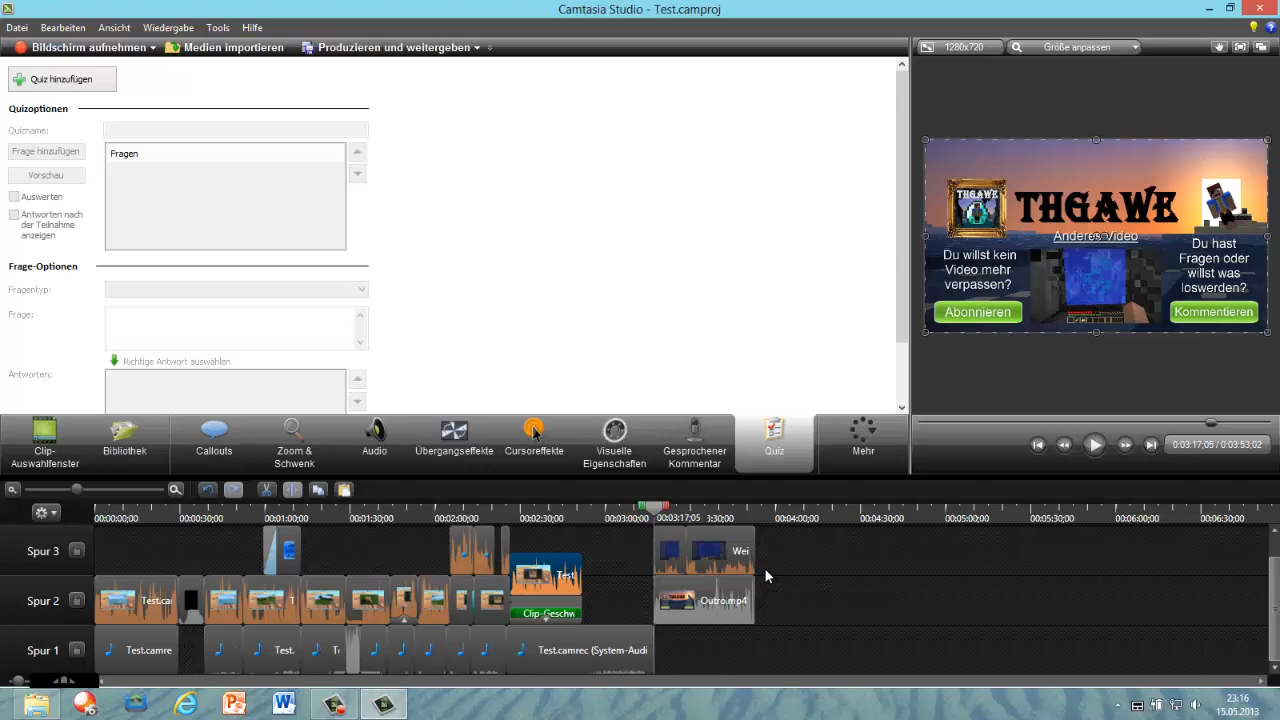 Camtasia Studio - Test.camproj
Datei Bearbeiten Ansicht Wiedergabe Tools Hilfe
Bildschirm aufnehmen Medien importieren Produzieren und weitergeben
1280x720 Größe anpassen
Quiz hinzufügen
Quizoptionen
Quizname:
Frage hinzufügen
Fragen
Vorschau
Auswerten
Antworten nach
der Teilnahme
anzeigen
Frage-Optionen
Fragentyp:
Frage:
Richtige Antwort auswählen
Antworten:
THGAWE
THGAWE
Anderes Video
Du willst kein
Video mehr
verpassen?
Du hast
Fragen oder
willst was
loswerden?
Abonnieren
Kommentieren
Clip-
Auswahlfenster
Bibliothek
Callouts
Zoom &
Schwenk
Audio
Übergangseffekte
Cursoreffekte
Visuelle
Eigenschaften
Gesprochener
Kommentar
Quiz
Mehr
0:03:17;05 / 0:03:53;02
00:00:00;00 00:00:30;00 00:01:00;00 00:01:30;00 00:02:00;00 00:02:30;00 00:03:00;00 00:03:17;05 3:30;00 00:04:00;00 00:04:30;00 00:05:00;00 00:05:30;00 00:06:00;00 00:06:30;00
Spur 3
Wei
Spur 2
Test.ca
Test
Clip-Geschw
Outro.mp4
Spur 1
Test.camre
Test.
Test.camrec (System-Audi
23:16
15.05.2013